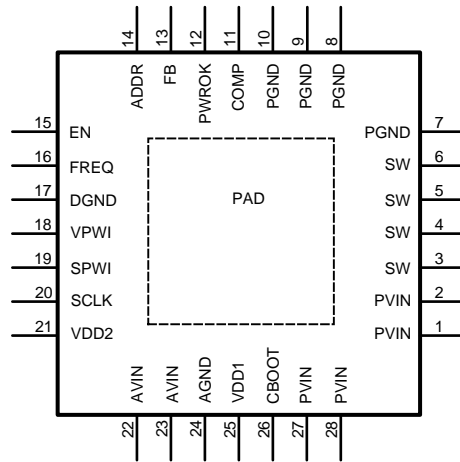 14 13 12 11 10 9 8
ADDR FB PWROK COMP PGND PGND PGND
15 EN
16 FREQ
17 DGND
18 VPWI
19 SPWI
20 SCLK
21 VDD2
PAD
PGND 7
SW 6
SW 5
SW 4
SW 3
PVIN 2
PVIN 1
AVIN AVIN AGND VDD1 CBOOT PVIN PVIN
22 23 24 25 26 27 28